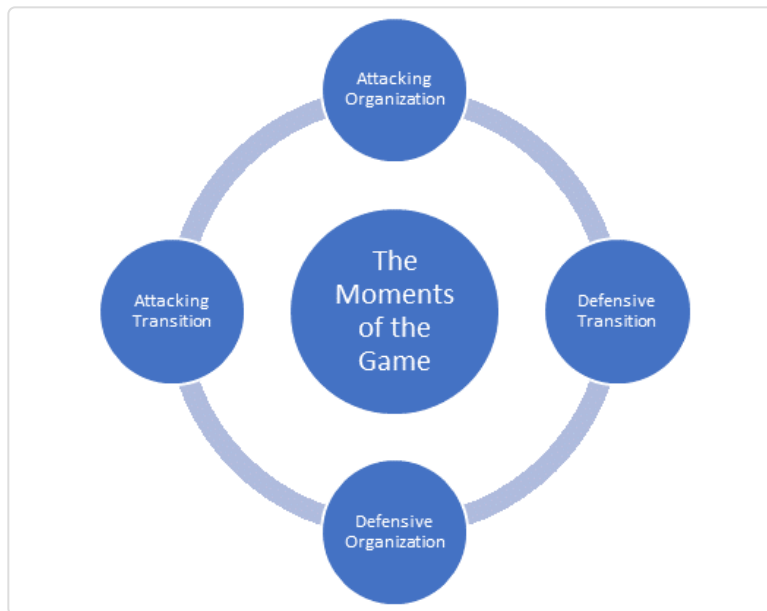 Attacking
Organization
Attacking
Transition
The
Moments
of the
Game
Defensive
Transition
Defensive
Organization